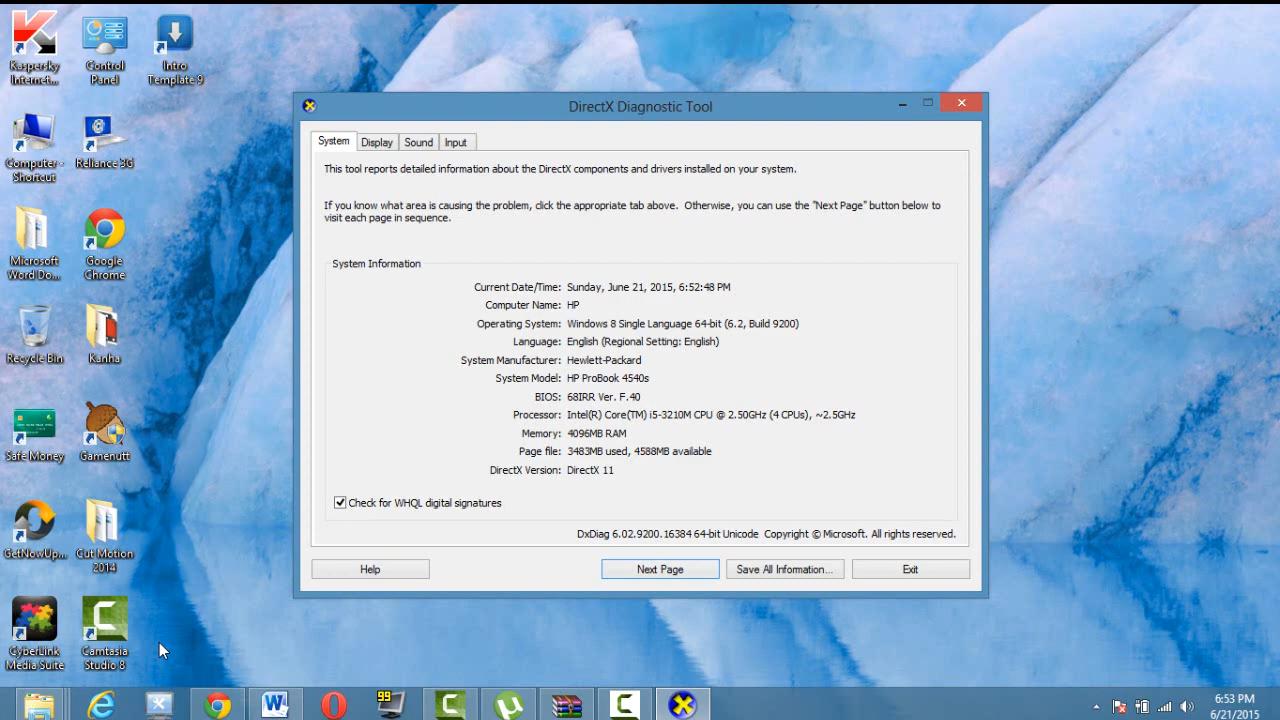 Kaspersky
Internet...
Control
Panel
Intro
Template 9
Computer -
Shortcut
Reliance 3G
Microsoft
Word Do...
Google
Chrome
Recycle Bin
Kanha
Safe Money
Gamenutt
GetNowUp...
Cut Motion
2014
CyberLink
Media Suite
Camtasia
Studio 8
DirectX Diagnostic Tool
System Display Sound Input
This tool reports detailed information about the DirectX components and drivers installed on your system.
If you know what area is causing the problem, click the appropriate tab above. Otherwise, you can use the "Next Page" button below to
visit each page in sequence.
System Information
Current Date/Time: Sunday, June 21, 2015, 6:52:48 PM
Computer Name: HP
Operating System: Windows 8 Single Language 64-bit (6.2, Build 9200)
Language: English (Regional Setting: English)
System Manufacturer: Hewlett-Packard
System Model: HP ProBook 4540s
BIOS: 68IRR Ver. F.40
Processor: Intel(R) Core(TM) i5-3210M CPU @ 2.50GHz (4 CPUs), ~2.5GHz
Memory: 4096MB RAM
Page file: 3483MB used, 4588MB available
DirectX Version: DirectX 11
Check for WHQL digital signatures
DxDiag 6.02.9200.16384 64-bit Unicode Copyright © Microsoft. All rights reserved.
Help Next Page Save All Information... Exit
99
6:53 PM
6/21/2015